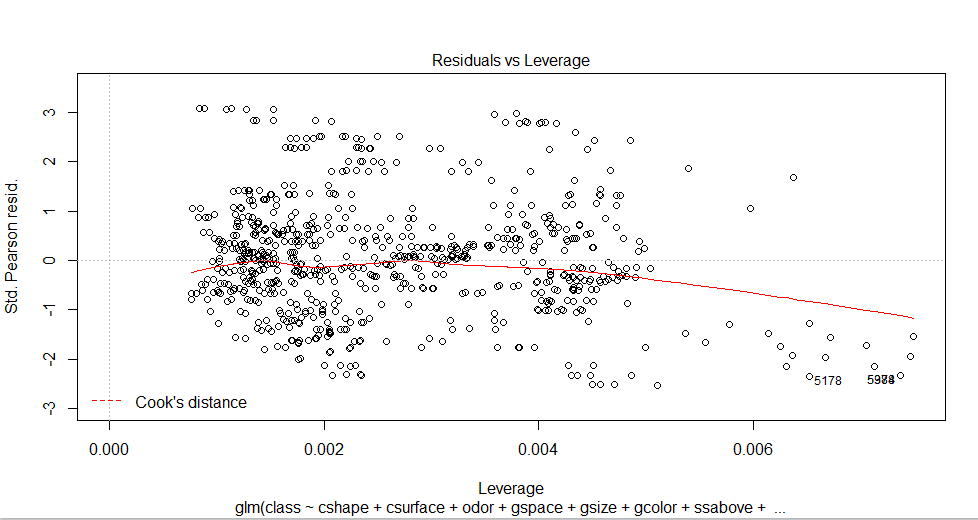 Residuals vs Leverage
3
2
1
0
-1
-2
-3
Std. Pearson resid.
5178
Cook's distance
0.000
0.002
0.004
0.006
Leverage
glm(class ~ cshape + csurface + odor + gspace + gsize + gcolor + ssabove + ...